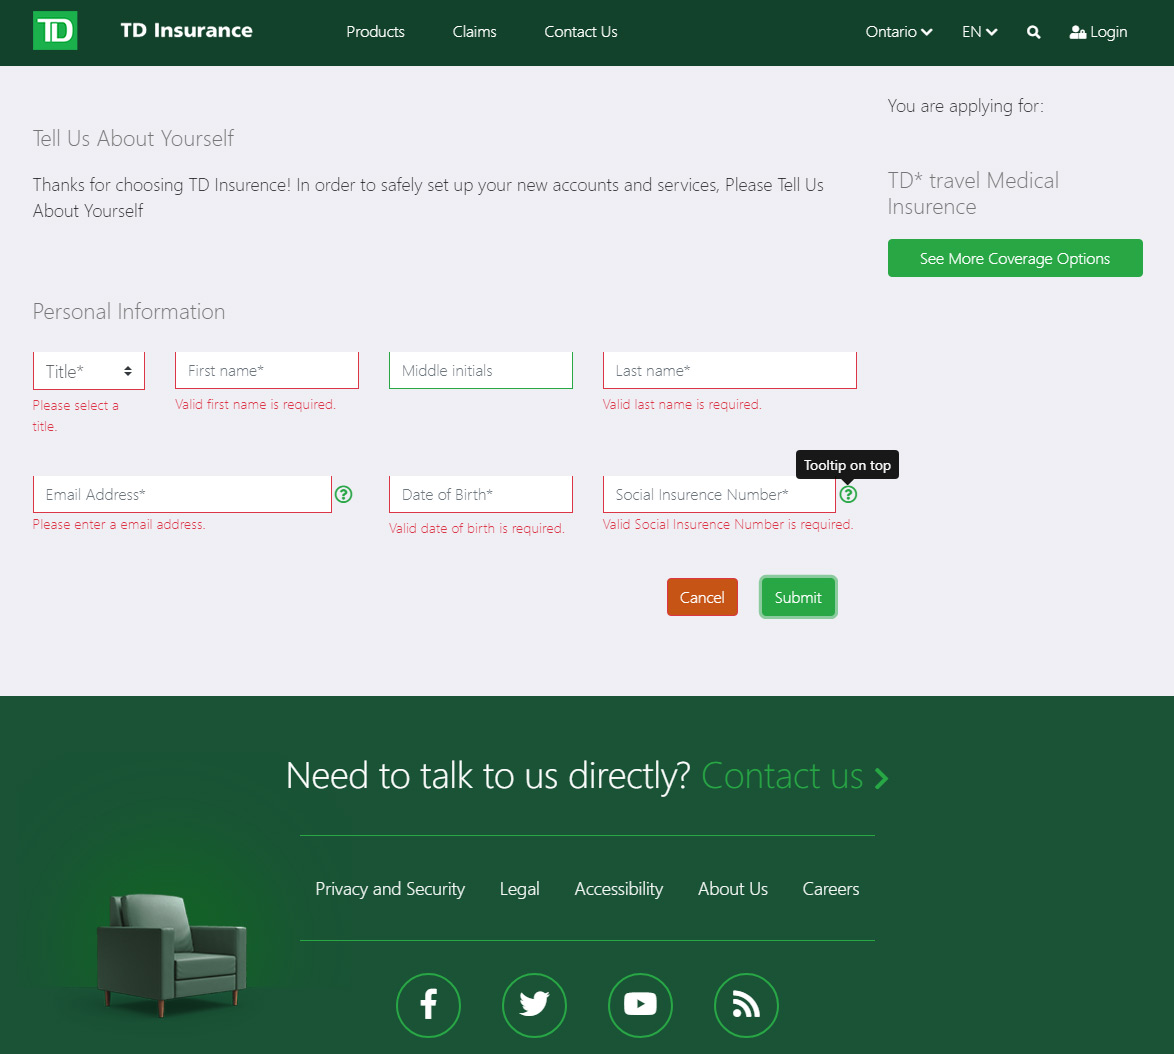 TD TD Insurance Products Claims Contact Us Ontario EN Login
You are applying for:
Tell Us About Yourself
Thanks for choosing TD Insurence! In order to safely set up your new accounts and services, Please Tell Us
About Yourself
TD* travel Medical
Insurence
See More Coverage Options
Personal Information
Title* First name* Middle initials Last name*
Please select a
title.
Valid first name is required. Valid last name is required.
Tooltip on top
Email Address* ? Date of Birth* Social Insurence Number* ?
Please enter a email address. Valid date of birth is required. Valid Social Insurence Number is required.
Cancel Submit
Need to talk to us directly? Contact us
Privacy and Security Legal Accessibility About Us Careers